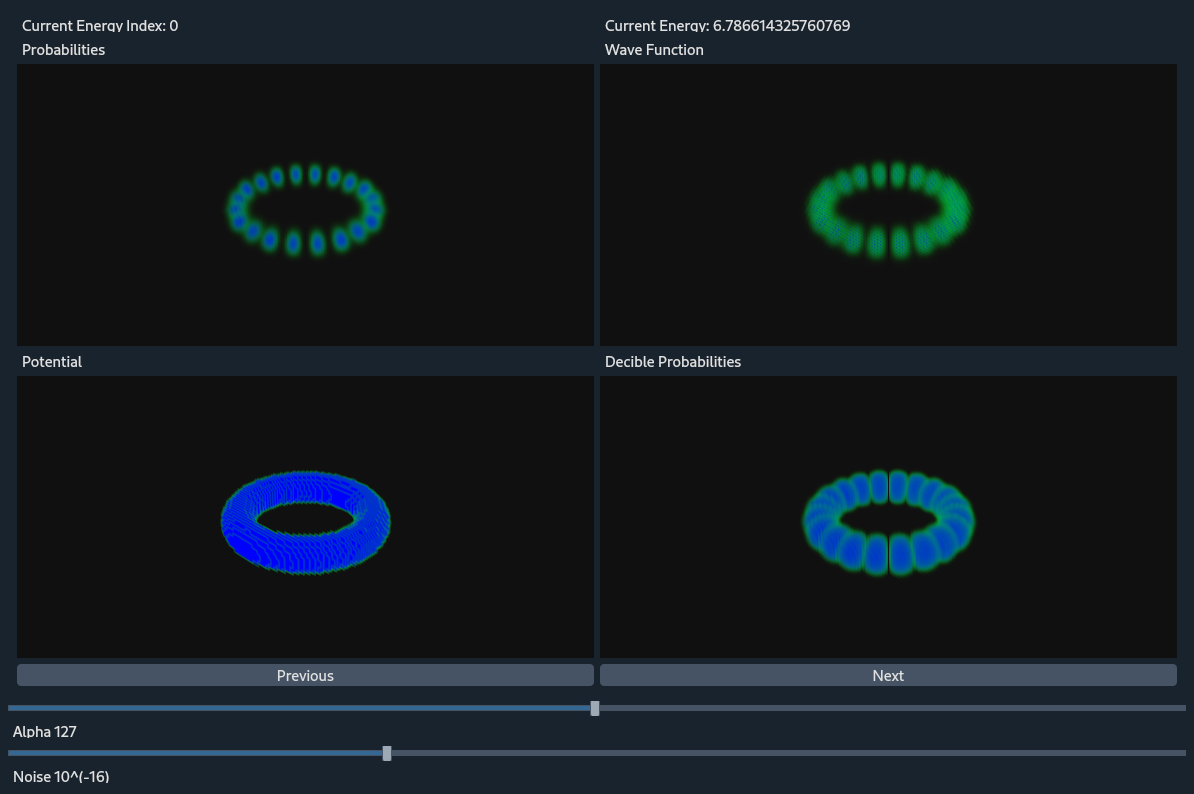 Current Energy Index: 0
Current Energy: 6.786614325760769
Probabilities
Wave Function
Potential
Decible Probabilities
Previous
Next
Alpha 127
Noise 10^(-16)